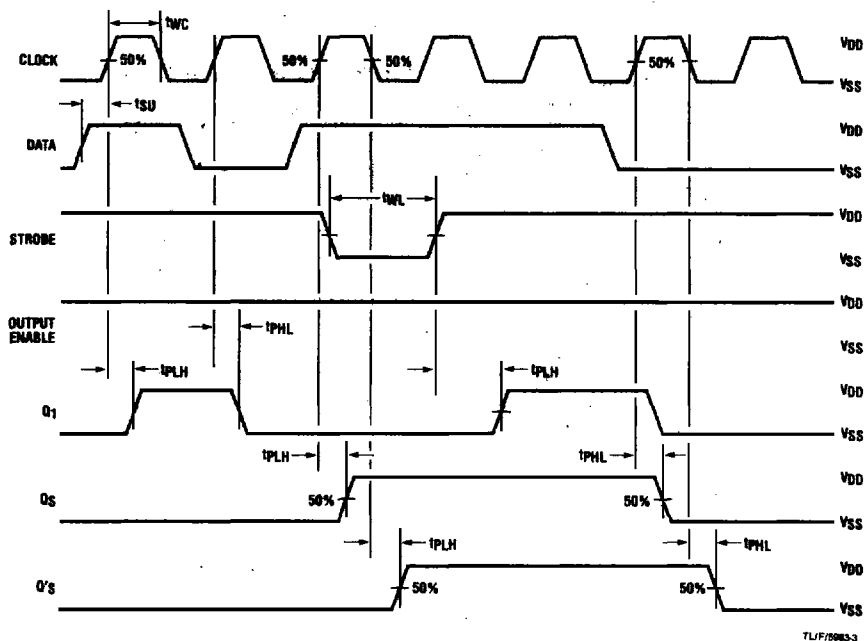 tWC
CLOCK
50%
50%
50%
50%
VDD
VSS
tSU
DATA
VDD
VSS
tWL
STROBE
VDD
VSS
VDD
OUTPUT
ENABLE
tPHL
VSS
tPLH
tPLH
Q1
VDD
VSS
tPLH
tPHL
QS
50%
50%
VDD
VSS
tPLH
tPHL
Q'S
50%
50%
VDD
VSS
TL/F/5983-3